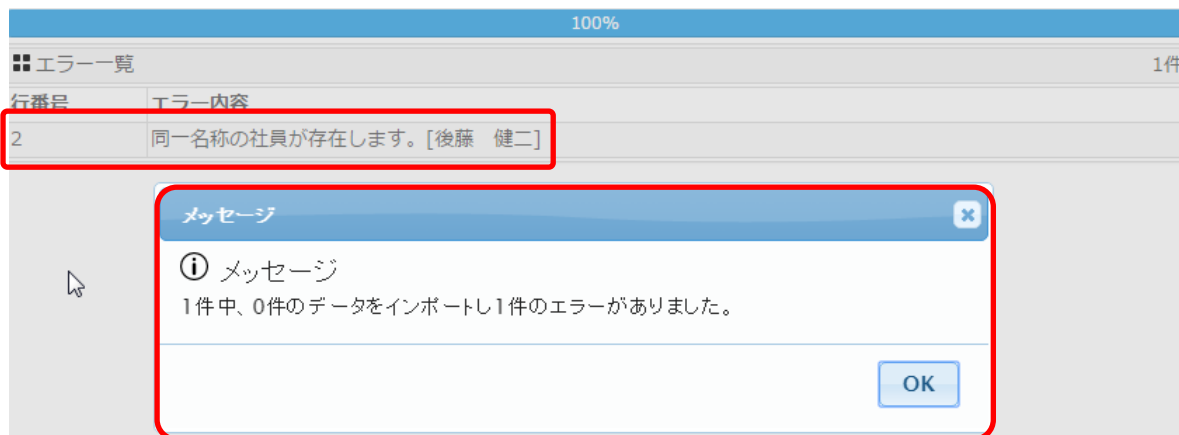 100%
エラー一覧 1件
行番号 エラー内容
2 同一名称の社員が存在します。[後藤　健二]
メッセージ
メッセージ
1件中、0件のデータをインポートし1件のエラーがありました。
OK